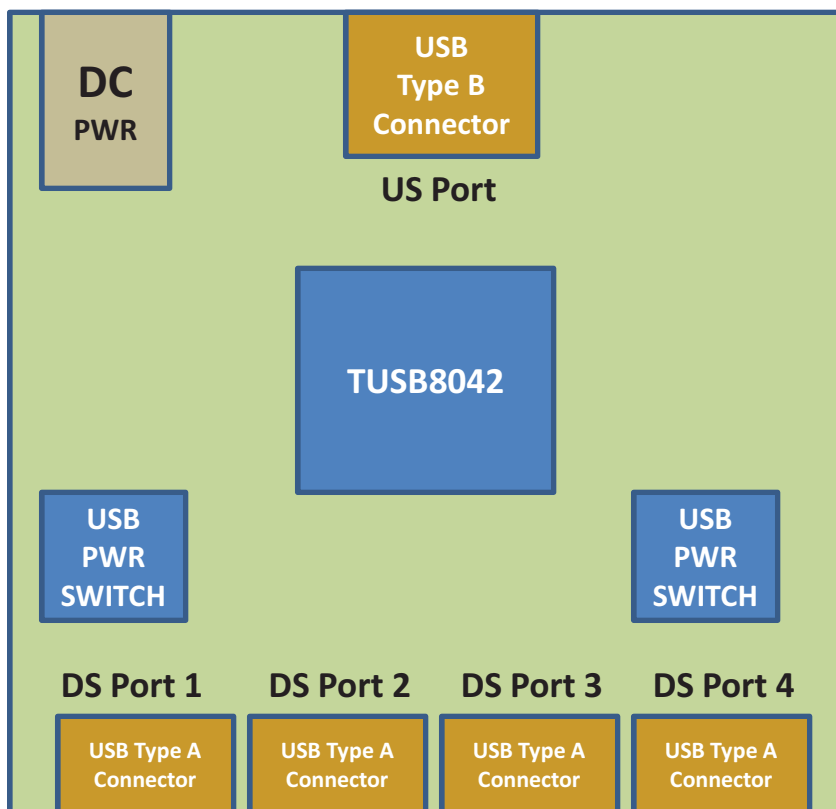 DC
PWR
USB
Type B
Connector
US Port
TUSB8042
USB
PWR
SWITCH
USB
PWR
SWITCH
DS Port 1
DS Port 2
DS Port 3
DS Port 4
USB Type A
Connector
USB Type A
Connector
USB Type A
Connector
USB Type A
Connector